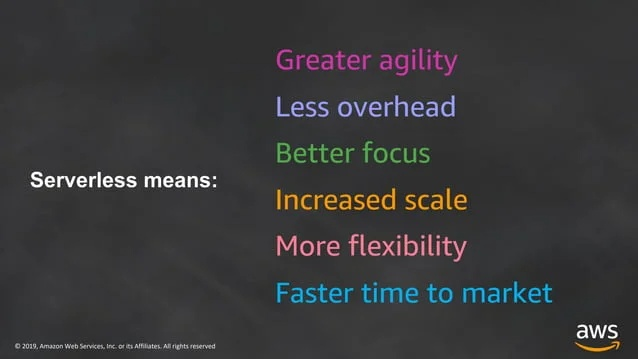 Greater agility
Less overhead
Better focus
Serverless means:
Increased scale
More flexibility
Faster time to market
© 2019, Amazon Web Services, Inc. or its Affiliates. All rights reserved
aws